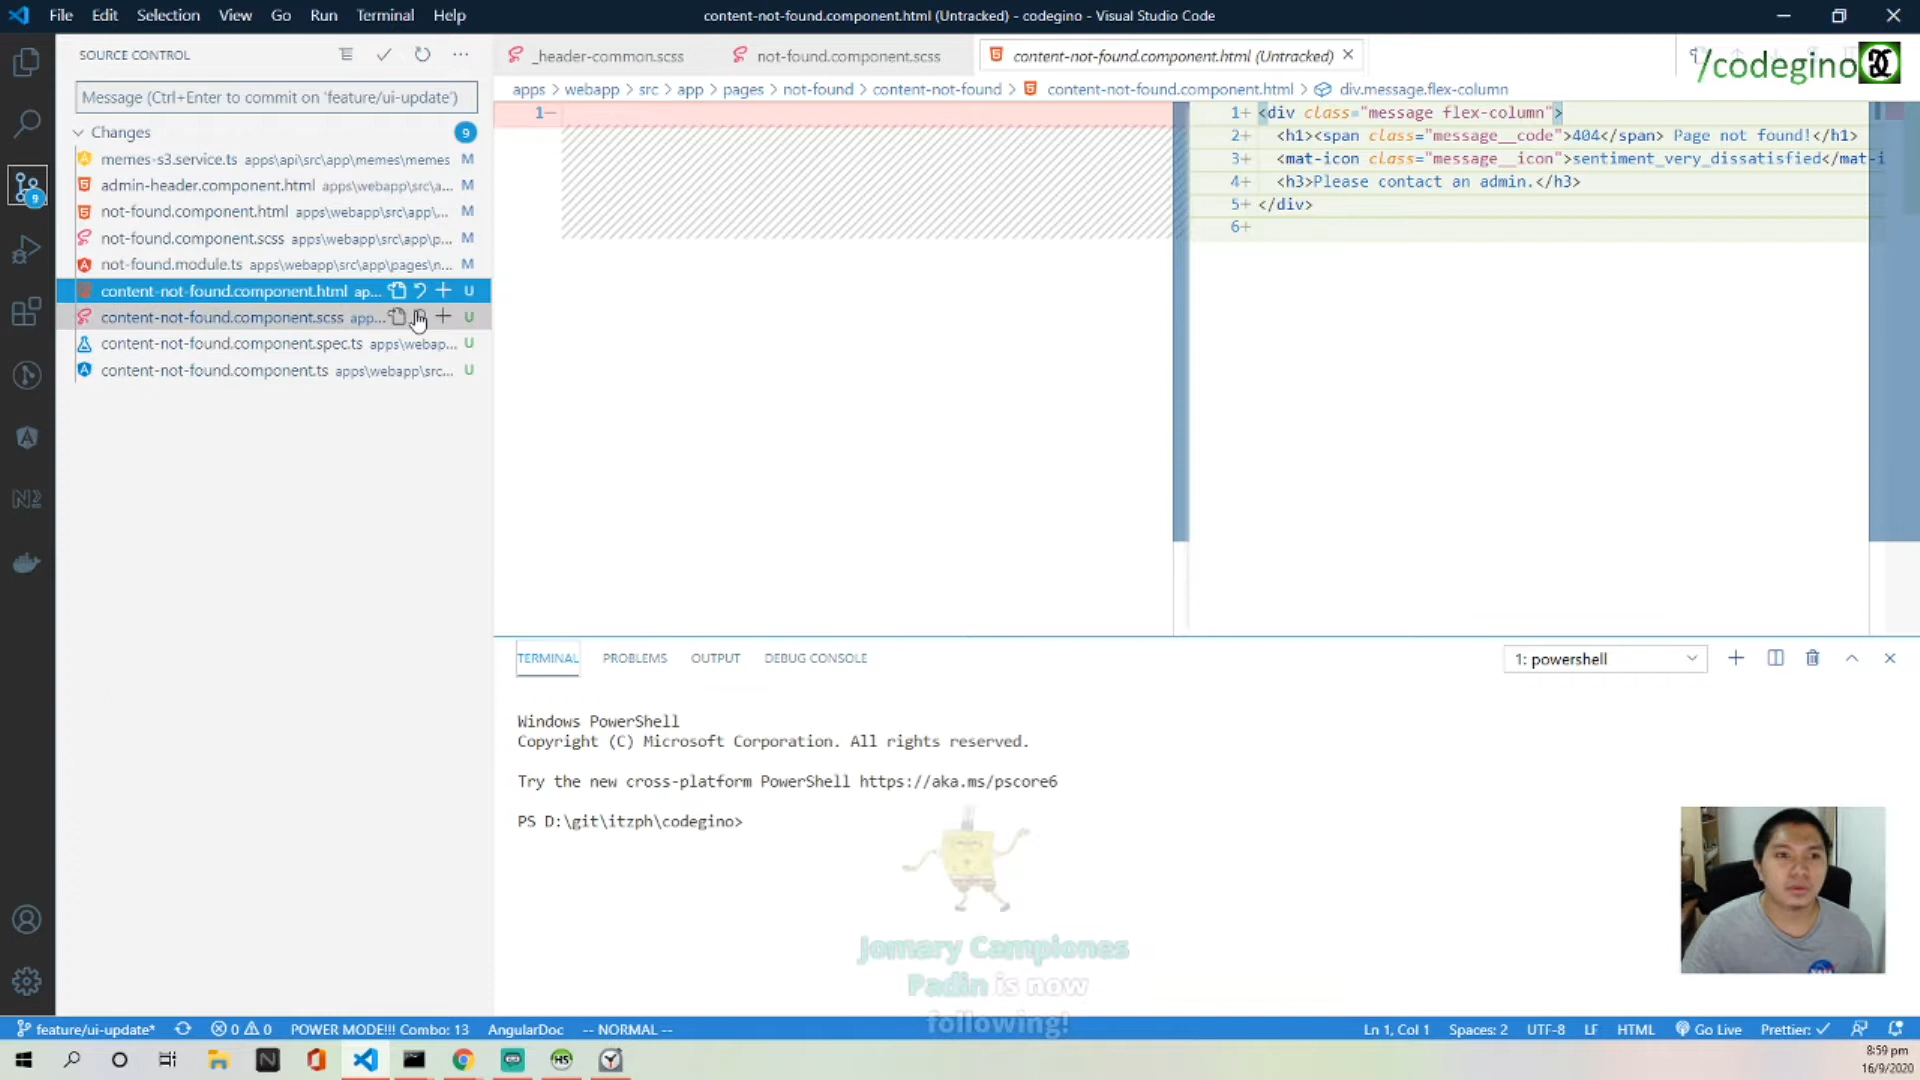 File Edit Selection View Go Run Terminal Help
content-not-found.component.html (Untracked) - codegino - Visual Studio Code
SOURCE CONTROL
Message (Ctrl+Enter to commit on 'feature/ui-update')
Changes 9
memes-s3.service.ts apps\api\src\app\memes\memes M
admin-header.component.html apps\webapp\src\a... M
not-found.component.html apps\webapp\src\app\... M
not-found.component.scss apps\webapp\src\app\p... M
not-found.module.ts apps\webapp\src\app\pages\n... M
content-not-found.component.html ap... U
content-not-found.component.scss app... U
content-not-found.component.spec.ts apps\webap... U
content-not-found.component.ts apps\webapp\src... U
9
_header-common.scss not-found.component.scss content-not-found.component.html (Untracked)
/codegino
apps > webapp > src > app > pages > not-found > content-not-found > content-not-found.component.html > div.message.flex-column
1-
1+ <div class="message flex-column">
2+ <h1><span class="message__code">404</span> Page not found!</h1>
3+ <mat-icon class="message__icon">sentiment_very_dissatisfied</mat-i
4+ <h3>Please contact an admin.</h3>
5+ </div>
6+
TERMINAL PROBLEMS OUTPUT DEBUG CONSOLE
1: powershell
Windows PowerShell
Copyright (C) Microsoft Corporation. All rights reserved.
Try the new cross-platform PowerShell https://aka.ms/pscore6
PS D:\git\itzph\codegino>
Jomary Campiones
Padin is now
following!
feature/ui-update* 0 0 POWER MODE!!! Combo: 13 AngularDoc -- NORMAL --
Ln 1, Col 1 Spaces: 2 UTF-8 LF HTML Go Live Prettier: ✓
8:59 pm
16/9/2020